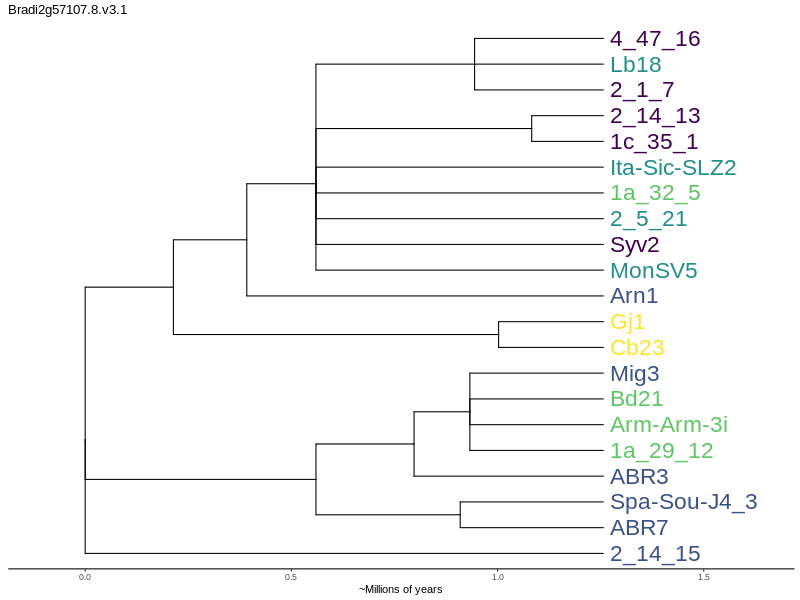 Bradi2g57107.8.v3.1
4_47_16
Lb18
2_1_7
2_14_13
1c_35_1
Ita-Sic-SLZ2
1a_32_5
2_5_21
Syv2
MonSV5
Arn1
Gj1
Cb23
Mig3
Bd21
Arm-Arm-3i
1a_29_12
ABR3
Spa-Sou-J4_3
ABR7
2_14_15
0.0 0.5 1.0 1.5
~Millions of years